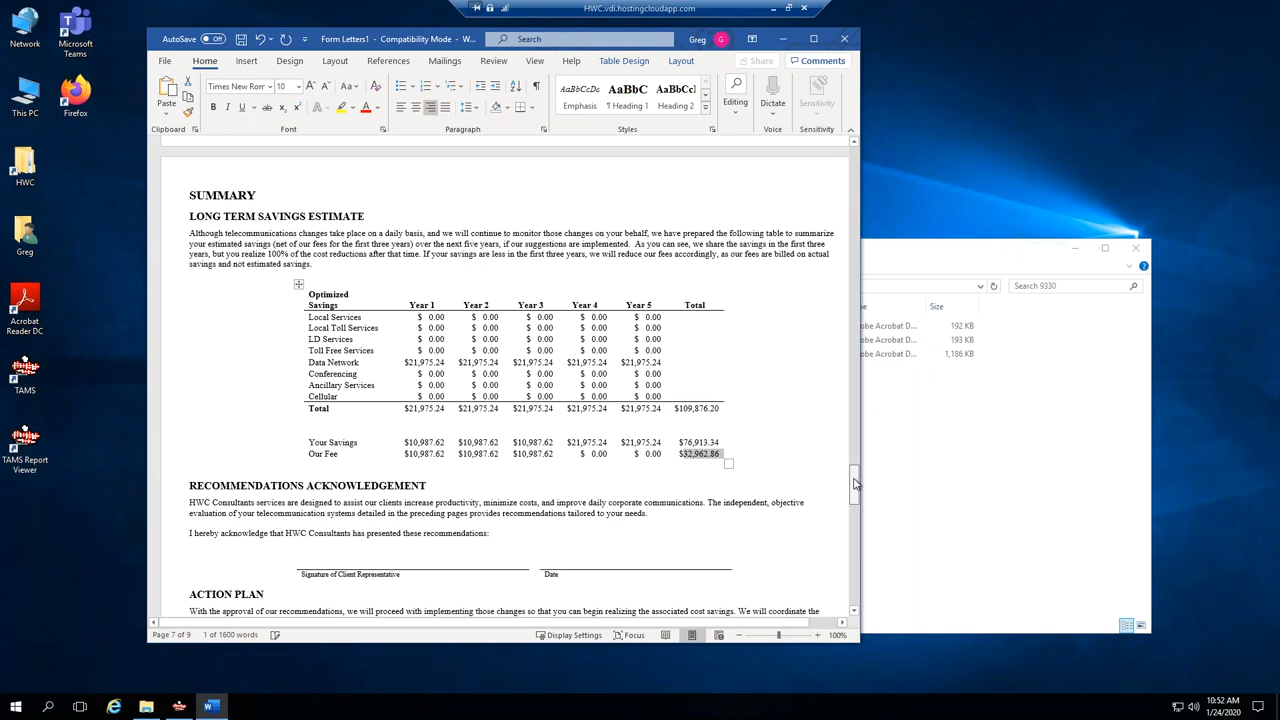 HWC.vdi.hostingcloudapp.com
Network
Microsoft Teams
This PC
Firefox
HWC
Greg
Acrobat Reader DC
TAMS
TAMS Report Viewer
AutoSave Off Form Letters1 - Compatibility Mode - W... Search Greg G
File Home Insert Design Layout References Mailings Review View Help Table Design Layout Share Comments
Times New Rom 10
Paste
AaBbCcDc AaBbC AaBbCcl
Emphasis ¶ Heading 1 Heading 2
Editing Dictate Sensitivity
Clipboard Font Paragraph Styles Voice Sensitivity
SUMMARY
LONG TERM SAVINGS ESTIMATE
Although telecommunications changes take place on a daily basis, and we will continue to monitor those changes on your behalf, we have prepared the following table to summarize
your estimated savings (net of our fees for the first three years) over the next five years, if our suggestions are implemented. As you can see, we share the savings in the first three
years, but you realize 100% of the cost reductions after that time. If your savings are less in the first three years, we will reduce our fees accordingly, as our fees are billed on actual
savings and not estimated savings.
Optimized
Savings Year 1 Year 2 Year 3 Year 4 Year 5 Total
Local Services $ 0.00 $ 0.00 $ 0.00 $ 0.00 $ 0.00
Local Toll Services $ 0.00 $ 0.00 $ 0.00 $ 0.00 $ 0.00
LD Services $ 0.00 $ 0.00 $ 0.00 $ 0.00 $ 0.00
Toll Free Services $ 0.00 $ 0.00 $ 0.00 $ 0.00 $ 0.00
Data Network $21,975.24 $21,975.24 $21,975.24 $21,975.24 $21,975.24
Conferencing $ 0.00 $ 0.00 $ 0.00 $ 0.00 $ 0.00
Ancillary Services $ 0.00 $ 0.00 $ 0.00 $ 0.00 $ 0.00
Cellular $ 0.00 $ 0.00 $ 0.00 $ 0.00 $ 0.00
Total $21,975.24 $21,975.24 $21,975.24 $21,975.24 $21,975.24 $109,876.20
Your Savings $10,987.62 $10,987.62 $10,987.62 $21,975.24 $21,975.24 $76,913.34
Our Fee $10,987.62 $10,987.62 $10,987.62 $ 0.00 $ 0.00 $32,962.86
RECOMMENDATIONS ACKNOWLEDGEMENT
HWC Consultants services are designed to assist our clients increase productivity, minimize costs, and improve daily corporate communications. The independent, objective
evaluation of your telecommunication systems detailed in the preceding pages provides recommendations tailored to your needs.
I hereby acknowledge that HWC Consultants has presented these recommendations:
Signature of Client Representative Date
ACTION PLAN
With the approval of our recommendations, we will proceed with implementing those changes so that you can begin realizing the associated cost savings. We will coordinate the
Page 7 of 9 1 of 1600 words Display Settings Focus 100%
Search 9330
pe Size
obe Acrobat D... 192 KB
obe Acrobat D... 193 KB
obe Acrobat D... 1,186 KB
10:52 AM
1/24/2020